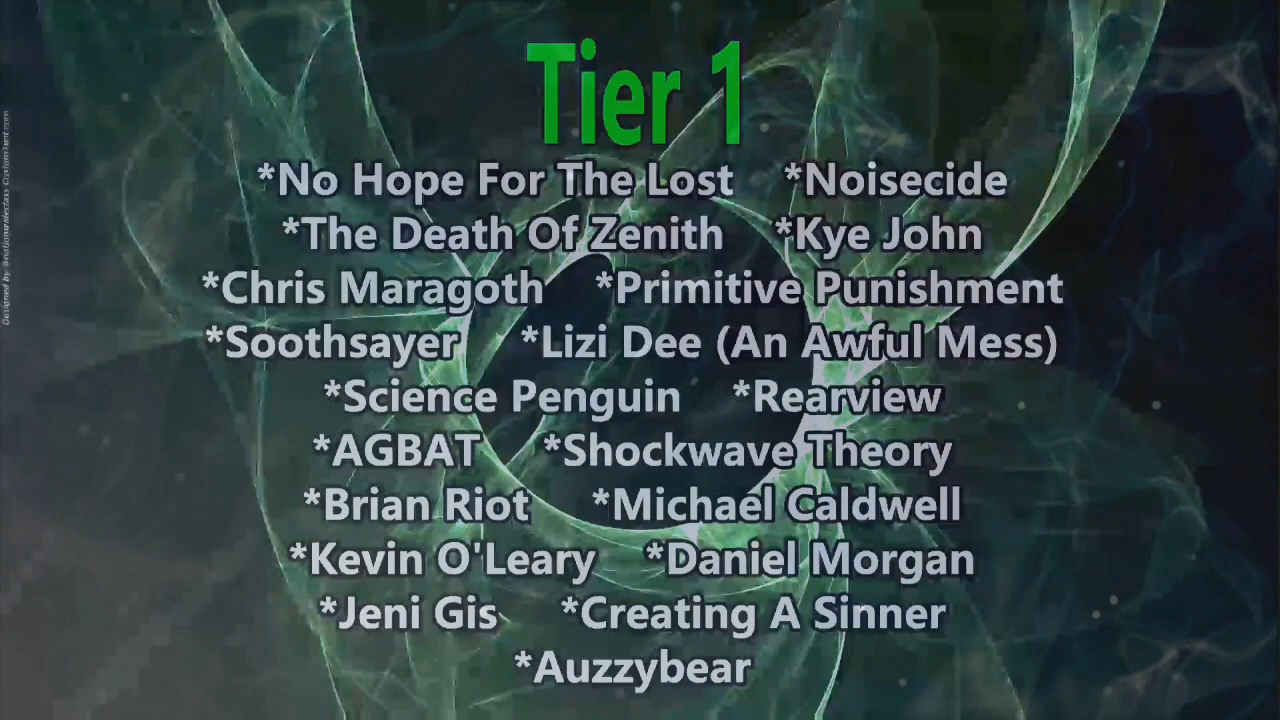 Tier 1
*No Hope For The Lost *Noisecide
*The Death Of Zenith *Kye John
*Chris Maragoth *Primitive Punishment
*Soothsayer *Lizi Dee (An Awful Mess)
*Science Penguin *Rearview
*AGBAT *Shockwave Theory
*Brian Riot *Michael Caldwell
*Kevin O'Leary *Daniel Morgan
*Jeni Gis *Creating A Sinner
*Auzzybear
Designed by